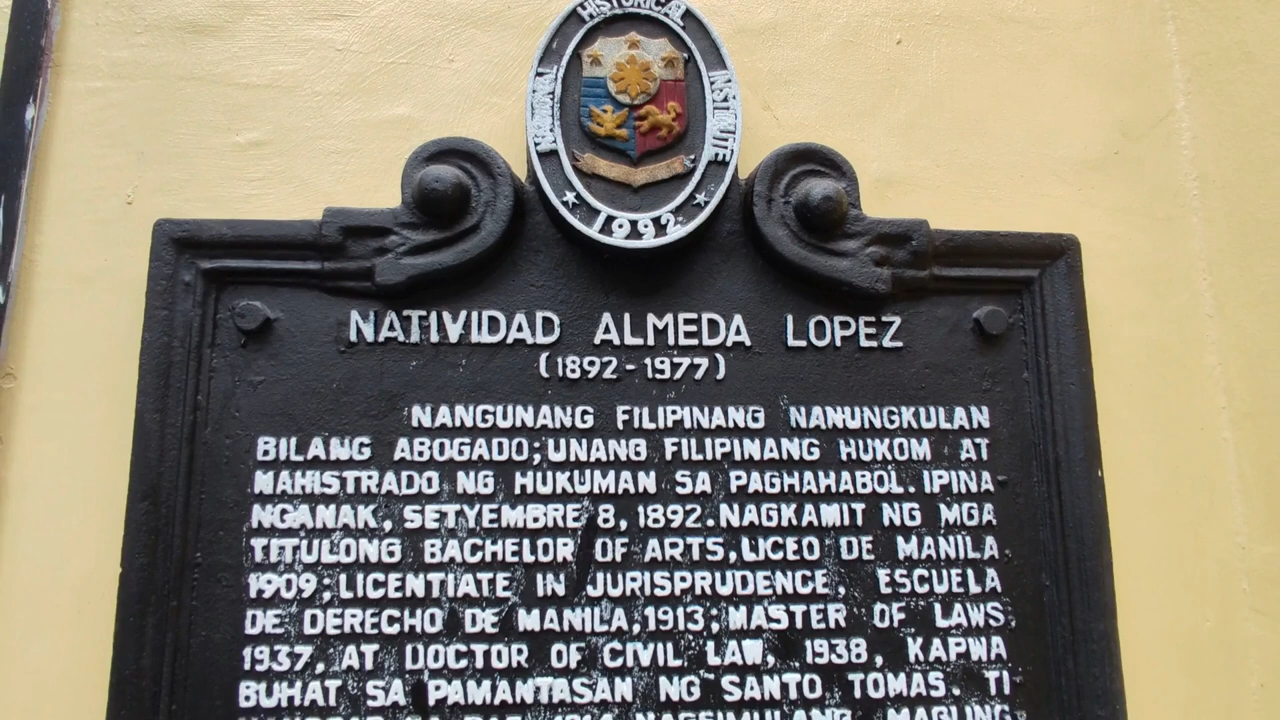 NATIONAL HISTORICAL INSTITUTE
1992
NATIVIDAD ALMEDA LOPEZ
(1892-1977)
NANGUNANG FILIPINANG NANUNGKULAN
BILANG ABOGADO; UNANG FILIPINANG HUKOM AT
MAHISTRADO NG HUKUMAN SA PAGHAHABOL. IPINA-
NGANAK, SETYEMBRE 8, 1892. NAGKAMIT NG MGA
TITULONG BACHELOR OF ARTS, LICEO DE MANILA,
1909; LICENTIATE IN JURISPRUDENCE, ESCUELA
DE DERECHO DE MANILA, 1913; MASTER OF LAWS,
1937, AT DOCTOR OF CIVIL LAW, 1938, KAPWA
BUHAT SA PAMANTASAN NG SANTO TOMAS. TI-
NAGSIMULANG MAGLING-